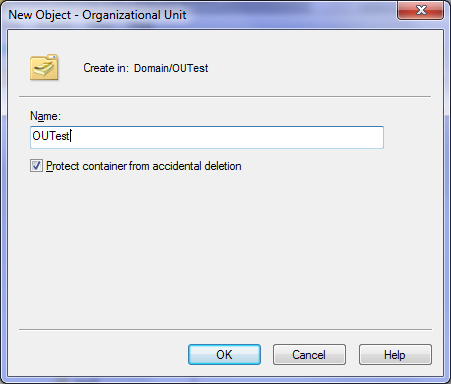 New Object - Organizational Unit
Create in: Domain/OUTest
Name:
OUTest
Protect container from accidental deletion
OK Cancel Help